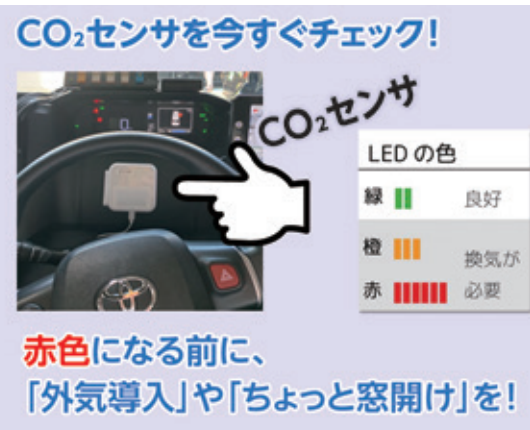 CO₂センサを今すぐチェック!
CO₂センサ
LEDの色
緑 良好
橙
換気が
赤 必要
赤色になる前に、
「外気導入」や「ちょっと窓開け」を!